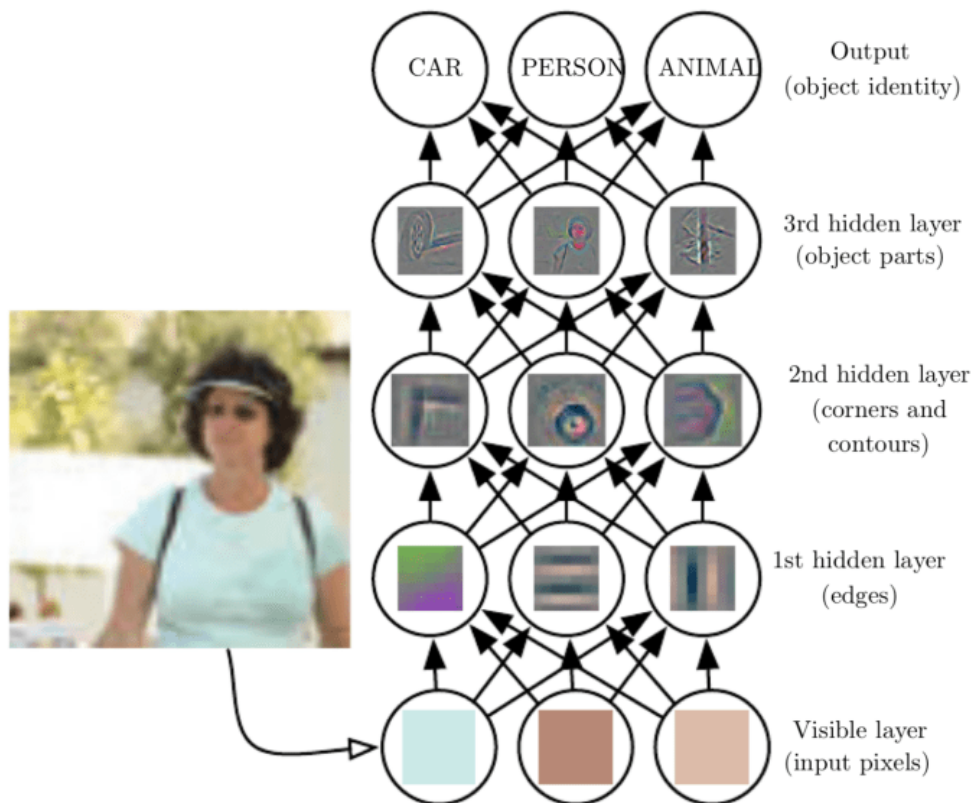 CAR PERSON ANIMAL
Output
(object identity)
3rd hidden layer
(object parts)
2nd hidden layer
(corners and
contours)
1st hidden layer
(edges)
Visible layer
(input pixels)